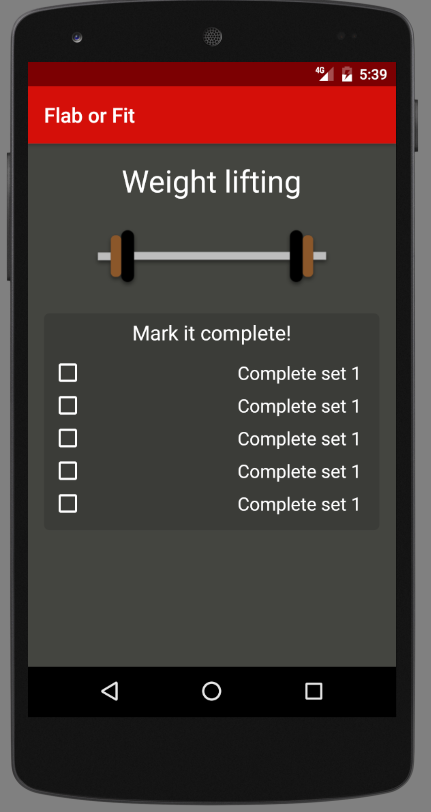 4G 5:39
Flab or Fit
Weight lifting
Mark it complete!
Complete set 1
Complete set 1
Complete set 1
Complete set 1
Complete set 1